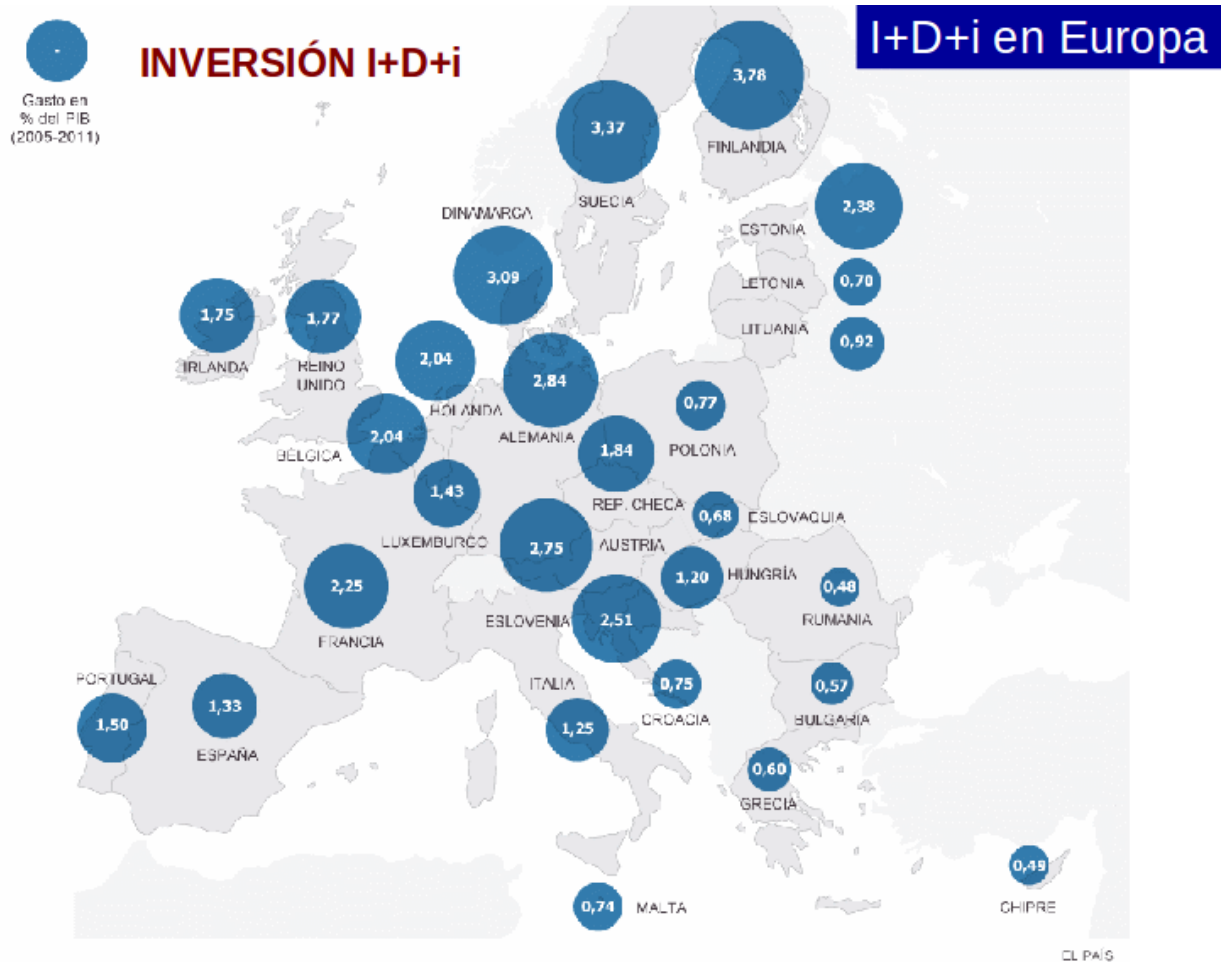 I+D+i en Europa
INVERSIÓN I+D+i
-
Gasto en
% del PIB
(2005-2011)
3,78
FINLANDIA
3,37
SUECIA
DINAMARCA
3,09
2,38
ESTONIA
LETONIA
0,70
LITUANIA
0,92
1,75
IRLANDA
1,77
REINO
UNIDO
2,04
HOLANDA
2,84
ALEMANIA
0,77
POLONIA
2,04
BÉLGICA
1,84
REP. CHECA
1,43
LUXEMBURGO
0,68
ESLOVAQUIA
2,75
AUSTRIA
1,20
HUNGRÍA
0,48
RUMANIA
2,25
FRANCIA
ESLOVENIA
2,51
PORTUGAL
1,50
1,33
ESPAÑA
ITALIA
1,25
0,75
CROACIA
0,57
BULGARIA
0,60
GRECIA
0,49
CHIPRE
0,74
MALTA
EL PAÍS